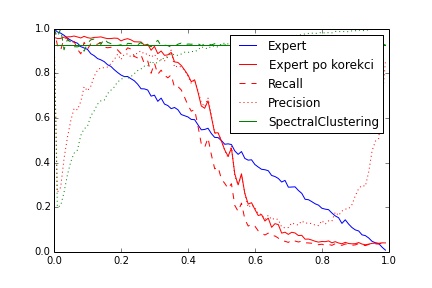 1.0
0.8
0.6
0.4
0.2
0.0
Expert
Expert po korekci
Recall
Precision
SpectralClustering
0.0 0.2 0.4 0.6 0.8 1.0